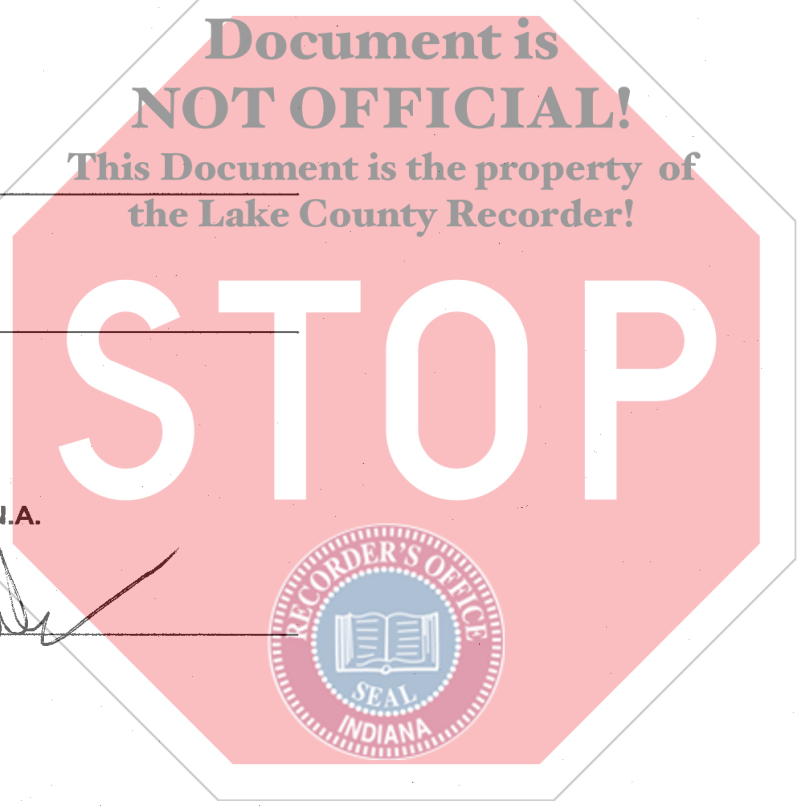 Document is
NOT OFFICIAL!
This Document is the property of
the Lake County Recorder!
STOP
N.A.
RECORDER'S OFFICE
SEAL
INDIANA